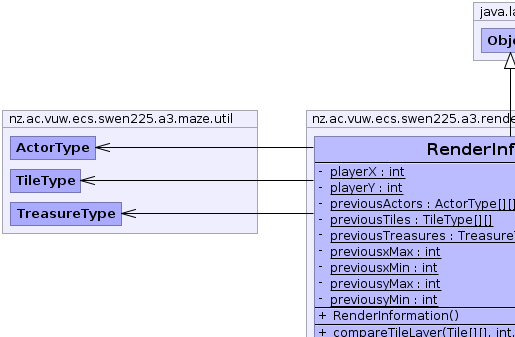 java.la
Obje
nz.ac.vuw.ecs.swen225.a3.maze.util
ActorType
TileType
TreasureType
nz.ac.vuw.ecs.swen225.a3.rende
RenderInf
- playerX : int
- playerY : int
- previousActors : ActorType[][]
- previousTiles : TileType[][]
- previousTreasures : TreasureT
- previousxMax : int
- previousxMin : int
- previousyMax : int
- previousyMin : int
+ RenderInformation()
+ compareTileLayer(Tile[][], int,